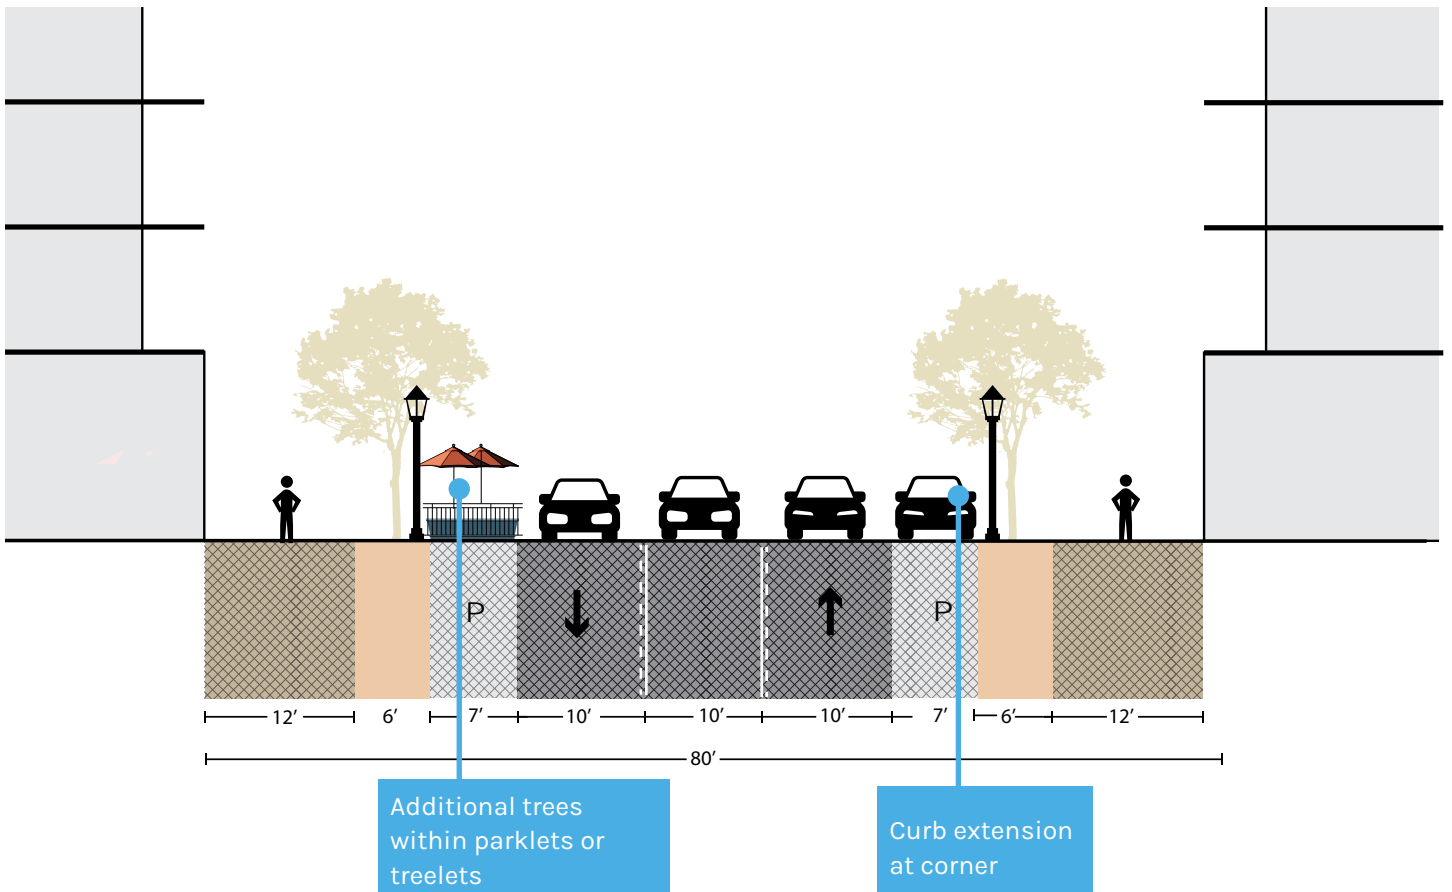 P
P
12’
6’
7’
10’
10’
10’
7’
6’
12’
80’
Additional trees
within parklets or
treelets
Curb extension
at corner